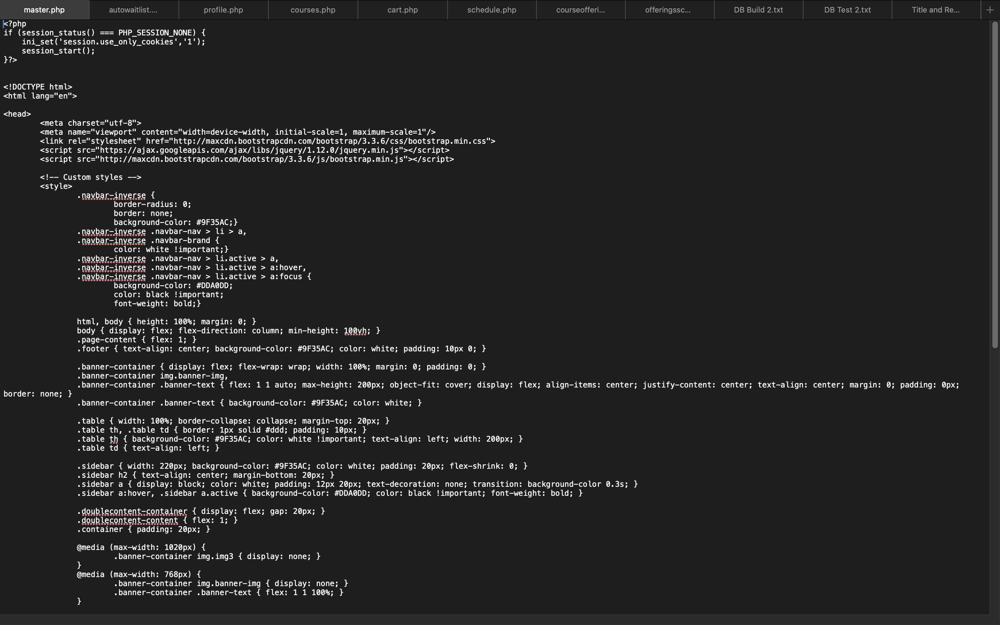 master.php
autowaitlist....
profile.php
courses.php
cart.php
schedule.php
courseofferi...
offeringssc...
DB Build 2.txt
DB Test 2.txt
Title and Re...
<?php
if (session_status() === PHP_SESSION_NONE) {
    ini_set('session.use_only_cookies','1');
    session_start();
}?>
<!DOCTYPE html>
<html lang="en">
<head>
        <meta charset="utf-8">
        <meta name="viewport" content="width=device-width, initial-scale=1, maximum-scale=1"/>
        <link rel="stylesheet" href="http://maxcdn.bootstrapcdn.com/bootstrap/3.3.6/css/bootstrap.min.css">
        <script src="https://ajax.googleapis.com/ajax/libs/jquery/1.12.0/jquery.min.js"></script>
        <script src="http://maxcdn.bootstrapcdn.com/bootstrap/3.3.6/js/bootstrap.min.js"></script>
        <!-- Custom styles -->
        <style>
                .navbar-inverse {
                        border-radius: 0;
                        border: none;
                        background-color: #9F35AC;}
                .navbar-inverse .navbar-nav > li > a,
                .navbar-inverse .navbar-brand {
                        color: white !important;}
                .navbar-inverse .navbar-nav > li.active > a,
                .navbar-inverse .navbar-nav > li.active > a:hover,
                .navbar-inverse .navbar-nav > li.active > a:focus {
                        background-color: #DDA0DD;
                        color: black !important;
                        font-weight: bold;}
                html, body { height: 100%; margin: 0; }
                body { display: flex; flex-direction: column; min-height: 100vh; }
                .page-content { flex: 1; }
                .footer { text-align: center; background-color: #9F35AC; color: white; padding: 10px 0; }
                .banner-container { display: flex; flex-wrap: wrap; width: 100%; margin: 0; padding: 0; }
                .banner-container img.banner-img,
                .banner-container .banner-text { flex: 1 1 auto; max-height: 200px; object-fit: cover; display: flex; align-items: center; justify-content: center; text-align: center; margin: 0; padding: 0px;
border: none; }
                .banner-container .banner-text { background-color: #9F35AC; color: white; }
                .table { width: 100%; border-collapse: collapse; margin-top: 20px; }
                .table th, .table td { border: 1px solid #ddd; padding: 10px; }
                .table th { background-color: #9F35AC; color: white !important; text-align: left; width: 200px; }
                .table td { text-align: left; }
                .sidebar { width: 220px; background-color: #9F35AC; color: white; padding: 20px; flex-shrink: 0; }
                .sidebar h2 { text-align: center; margin-bottom: 20px; }
                .sidebar a { display: block; color: white; padding: 12px 20px; text-decoration: none; transition: background-color 0.3s; }
                .sidebar a:hover, .sidebar a.active { background-color: #DDA0DD; color: black !important; font-weight: bold; }
                .doublecontent-container { display: flex; gap: 20px; }
                .doublecontent-content { flex: 1; }
                .container { padding: 20px; }
                @media (max-width: 1020px) {
                        .banner-container img.img3 { display: none; }
                }
                @media (max-width: 768px) {
                        .banner-container img.banner-img { display: none; }
                        .banner-container .banner-text { flex: 1 1 100%; }
                }